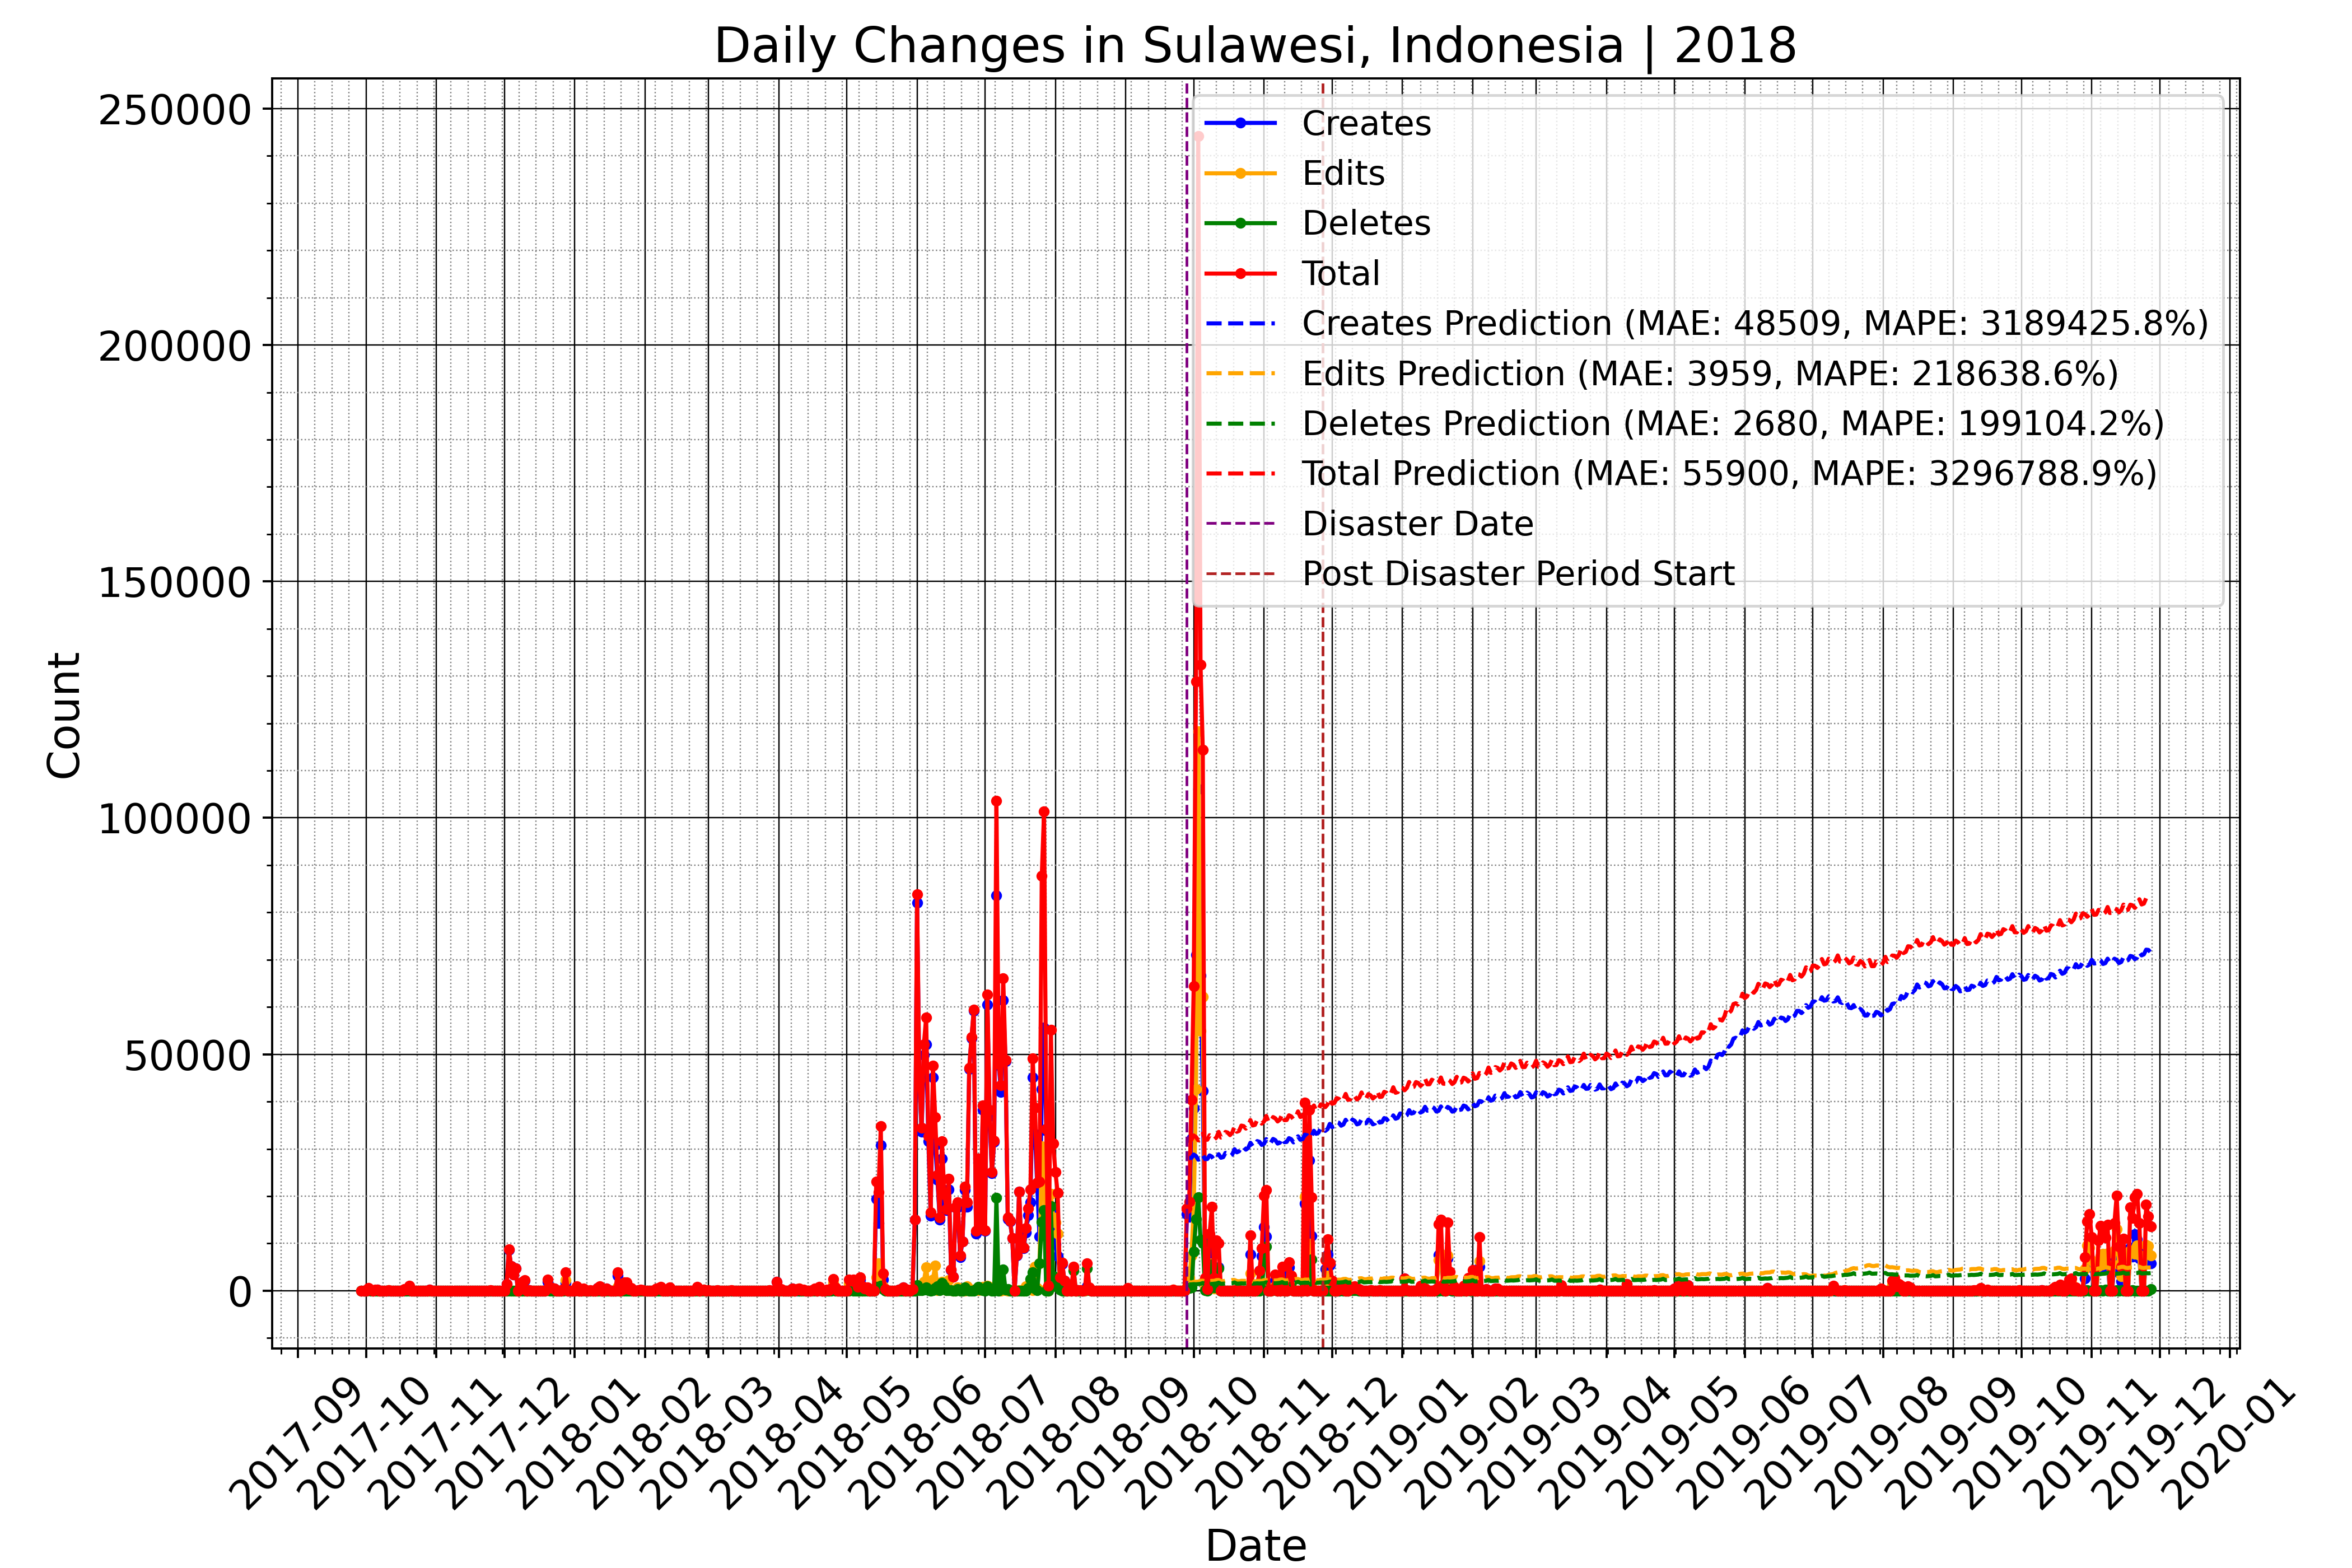 Daily Changes in Sulawesi, Indonesia | 2018
250000
200000
150000
100000
50000
0
Count
Creates
Edits
Deletes
Total
Creates Prediction (MAE: 48509, MAPE: 3189425.8%)
Edits Prediction (MAE: 3959, MAPE: 218638.6%)
Deletes Prediction (MAE: 2680, MAPE: 199104.2%)
Total Prediction (MAE: 55900, MAPE: 3296788.9%)
Disaster Date
Post Disaster Period Start
2017-09
2017-10
2017-11
2017-12
2018-01
2018-02
2018-03
2018-04
2018-05
2018-06
2018-07
2018-08
2018-09
2018-10
2018-11
2018-12
2019-01
2019-02
2019-03
2019-04
2019-05
2019-06
2019-07
2019-08
2019-09
2019-10
2019-11
2019-12
2020-01
Date